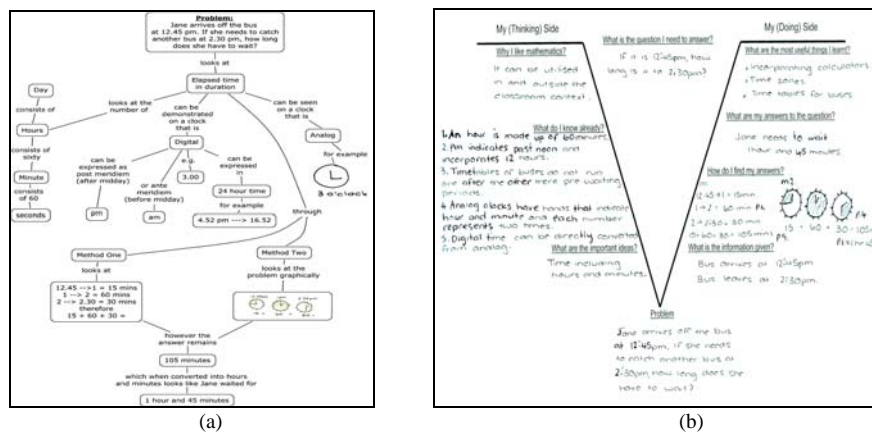 Problem:
Jane arrives off the bus
at 12.45 pm. If she needs to catch
another bus at 2.30 pm, how long
does she have to wait?
looks at
Elapsed time
in duration
Day
consists of
Hours
consists of
sixty
Minute
consists
of 60
seconds
looks at the
number of
can be
demonstrated
on a clock
that is
Digital
can be
expressed as
post meridiem
(after midday)
pm
or ante
meridiem
(before midday)
am
e.g.
3.00
can be
expressed
in
24 hour time
for example
4.52 pm ---> 16.52
can be seen
on a clock
that is
Analog
for example
3 o'clock
through
Method One
looks at
12.45 -->1 = 15 mins
1 --> 2 = 60 mins
2 --> 2.30 = 30 mins
therefore
15 + 60 + 30 =
Method Two
looks at the
problem graphically
however the
answer remains
105 minutes
which when converted into hours
and minutes looks like Jane waited for
1 hour and 45 minutes
(a)
My (Thinking) Side
Why I like mathematics?
It can be utilised
in and outside the
classroom context.
What do I know already?
1. An hour is made up of 60 minutes.
2. Pm indicates past noon and
incorporates 12 hours.
3. Timetables of buses do not run
one after the other there are waiting
periods.
4. Analog clocks have hands that indicate
hour and minute and each number
represents two times.
5. Digital time can be directly converted
from analog.
What are the important ideas?
Time including
hours and minutes.
What is the question I need to answer?
If it is 12:45pm, how
long is it to 2:30pm?
My (Doing) Side
What are the most useful things I learnt?
• Incorporating calculators
• Time zones
• Time tables for buses
What are my answers to the question?
Jane needs to wait
1 hour and 45 minutes.
How do I find my answers?
12:45→1 = 15min
1→2 = 60 min
2→2:30 = 30 min
15+60+30 = 105 mins
m2
15 + 60 + 30 = 105
What is the information given?
Bus arrives at 12:45pm
Bus leaves at 2:30pm.
Problem
Jane arrives off the bus
at 12:45pm, if she needs
to catch another bus at
2:30pm, how long does she
have to wait?
(b)